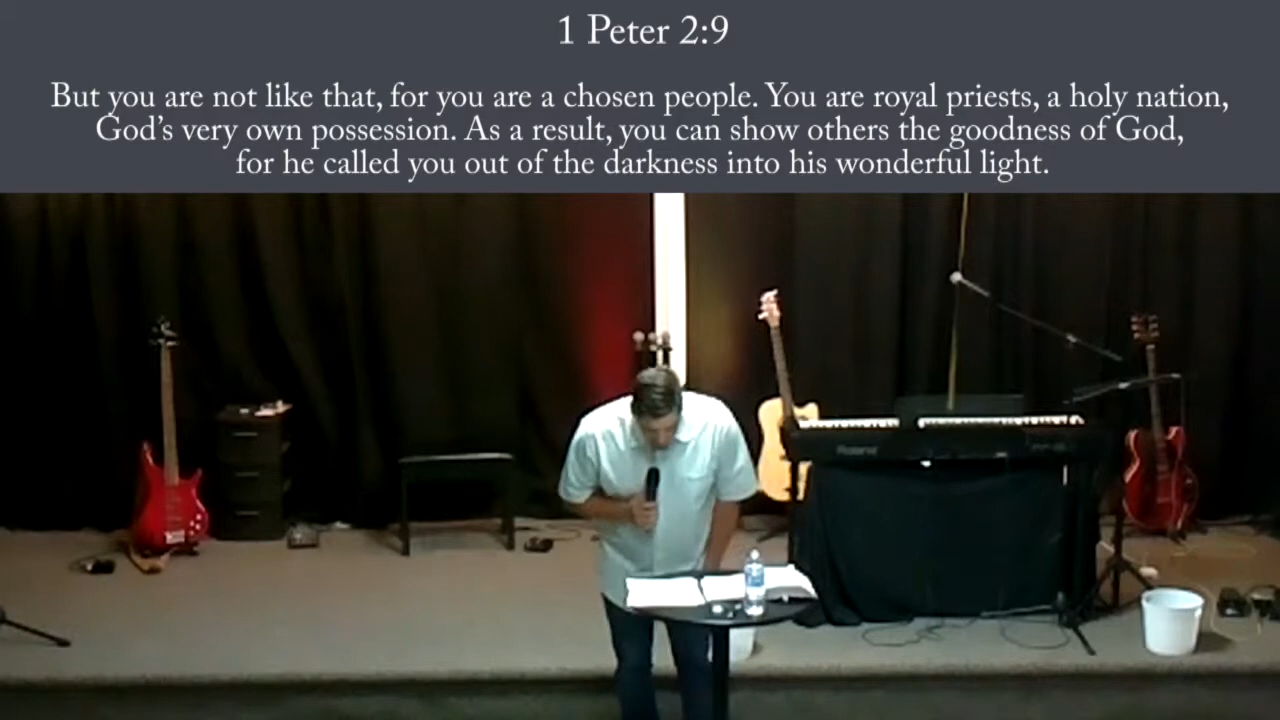 1 Peter 2:9
But you are not like that, for you are a chosen people. You are royal priests, a holy nation,
God's very own possession. As a result, you can show others the goodness of God,
for he called you out of the darkness into his wonderful light.
Roland